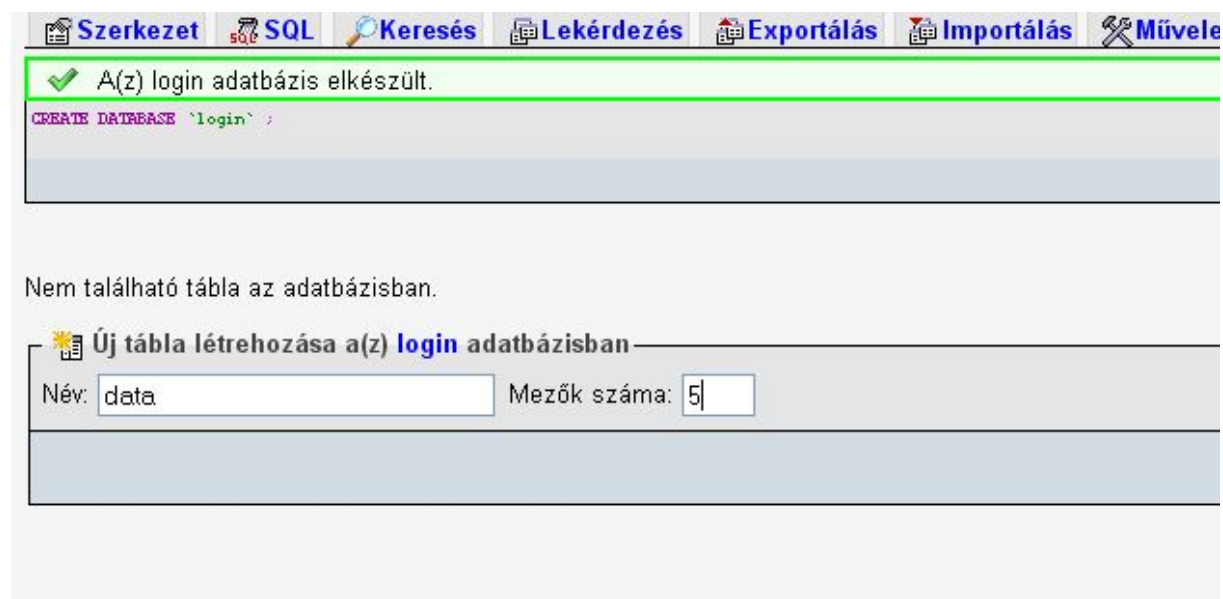 Szerkezet SQL Keresés Lekérdezés Exportálás Importálás Művele
A(z) login adatbázis elkészült.
CREATE DATABASE `login` ;
Nem található tábla az adatbázisban.
Új tábla létrehozása a(z) login adatbázisban
Név: data Mezők száma: 5